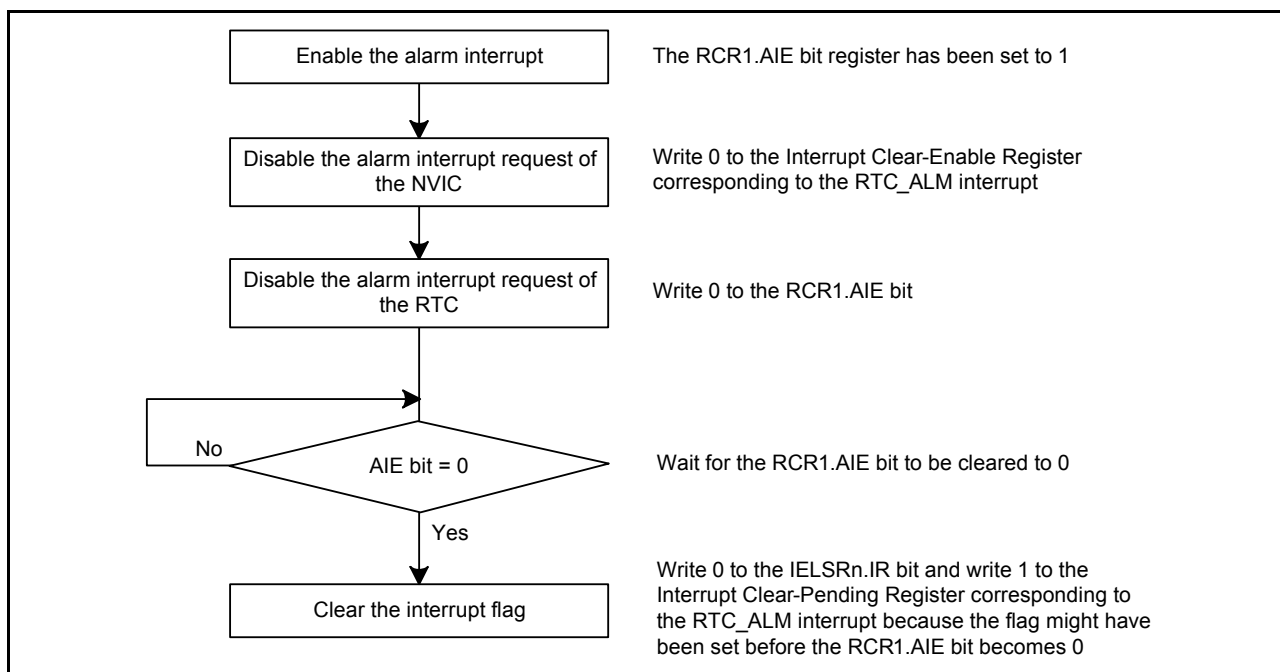 Enable the alarm interrupt
The RCR1.AIE bit register has been set to 1
Disable the alarm interrupt request of
the NVIC
Write 0 to the Interrupt Clear-Enable Register
corresponding to the RTC_ALM interrupt
Disable the alarm interrupt request of
the RTC
Write 0 to the RCR1.AIE bit
No
AIE bit = 0
Wait for the RCR1.AIE bit to be cleared to 0
Yes
Clear the interrupt flag
Write 0 to the IELSRn.IR bit and write 1 to the
Interrupt Clear-Pending Register corresponding to
the RTC_ALM interrupt because the flag might have
been set before the RCR1.AIE bit becomes 0